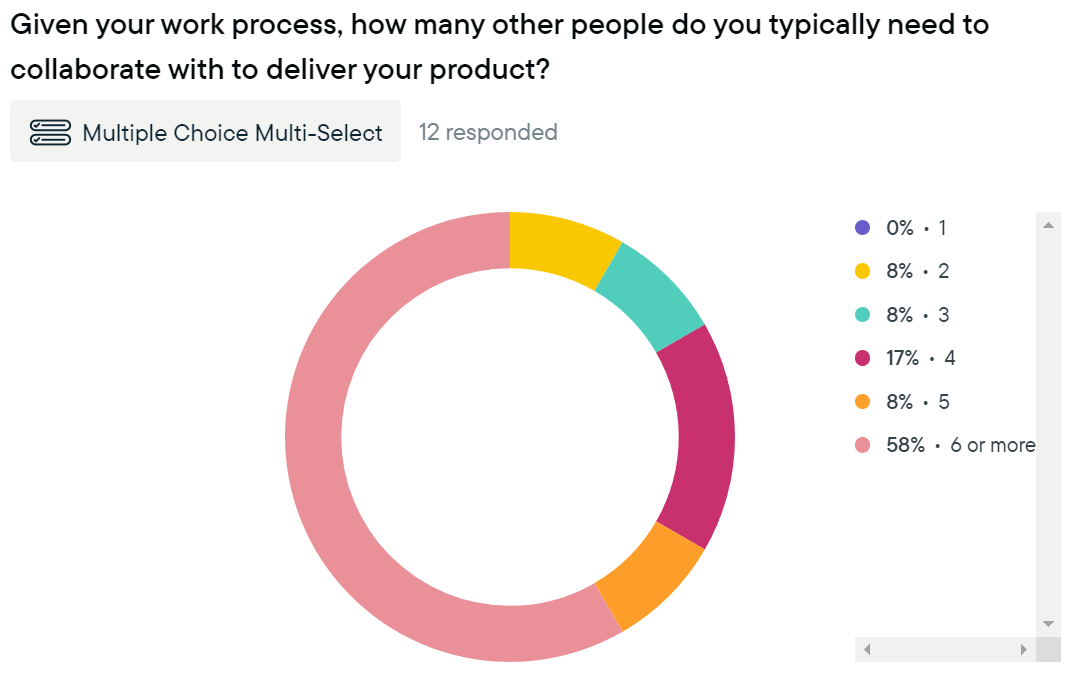 Given your work process, how many other people do you typically need to
collaborate with to deliver your product?
Multiple Choice Multi-Select 12 responded
0% • 1
8% • 2
8% • 3
17% • 4
8% • 5
58% • 6 or more